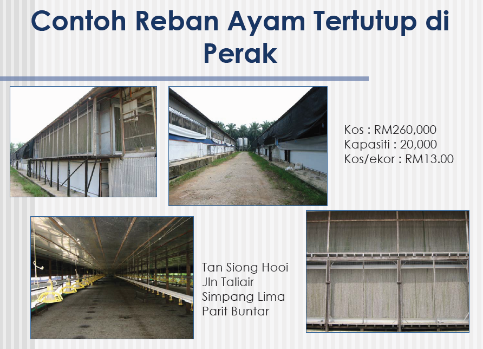 Contoh Reban Ayam Tertutup di
Perak
Kos : RM260,000
Kapasiti : 20,000
Kos/ekor : RM13.00
Tan Siong Hooi
Jln Taliair
Simpang Lima
Parit Buntar